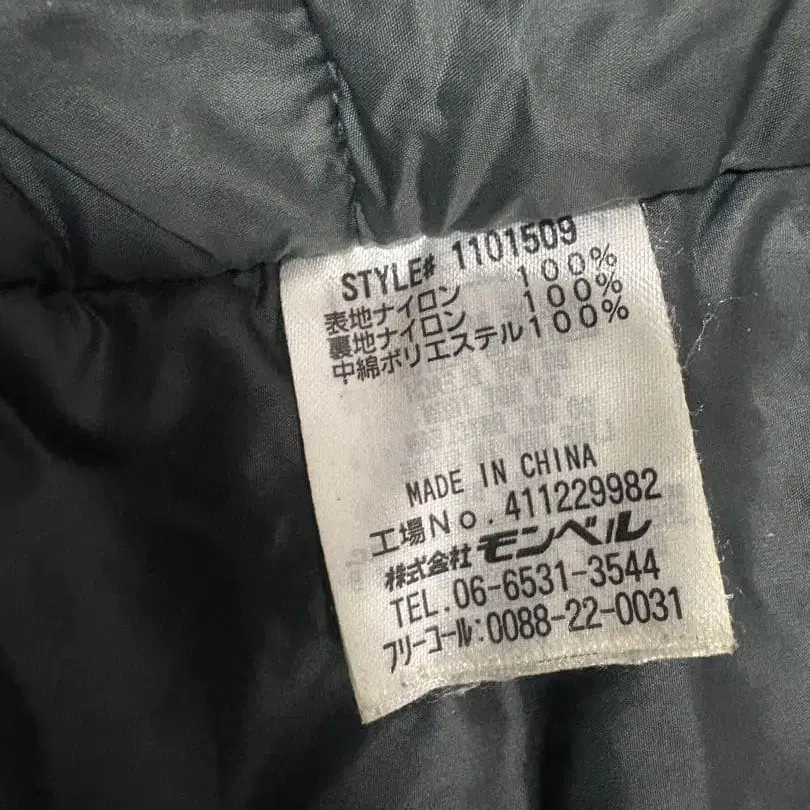 STYLE# 1101509
表地ナイロン 100%
裏地ナイロン 100%
中綿ポリエステル100%
MADE IN CHINA
工場No.411229982
株式会社モンベル
TEL.06-6531-3544
フリーコール:0088-22-0031